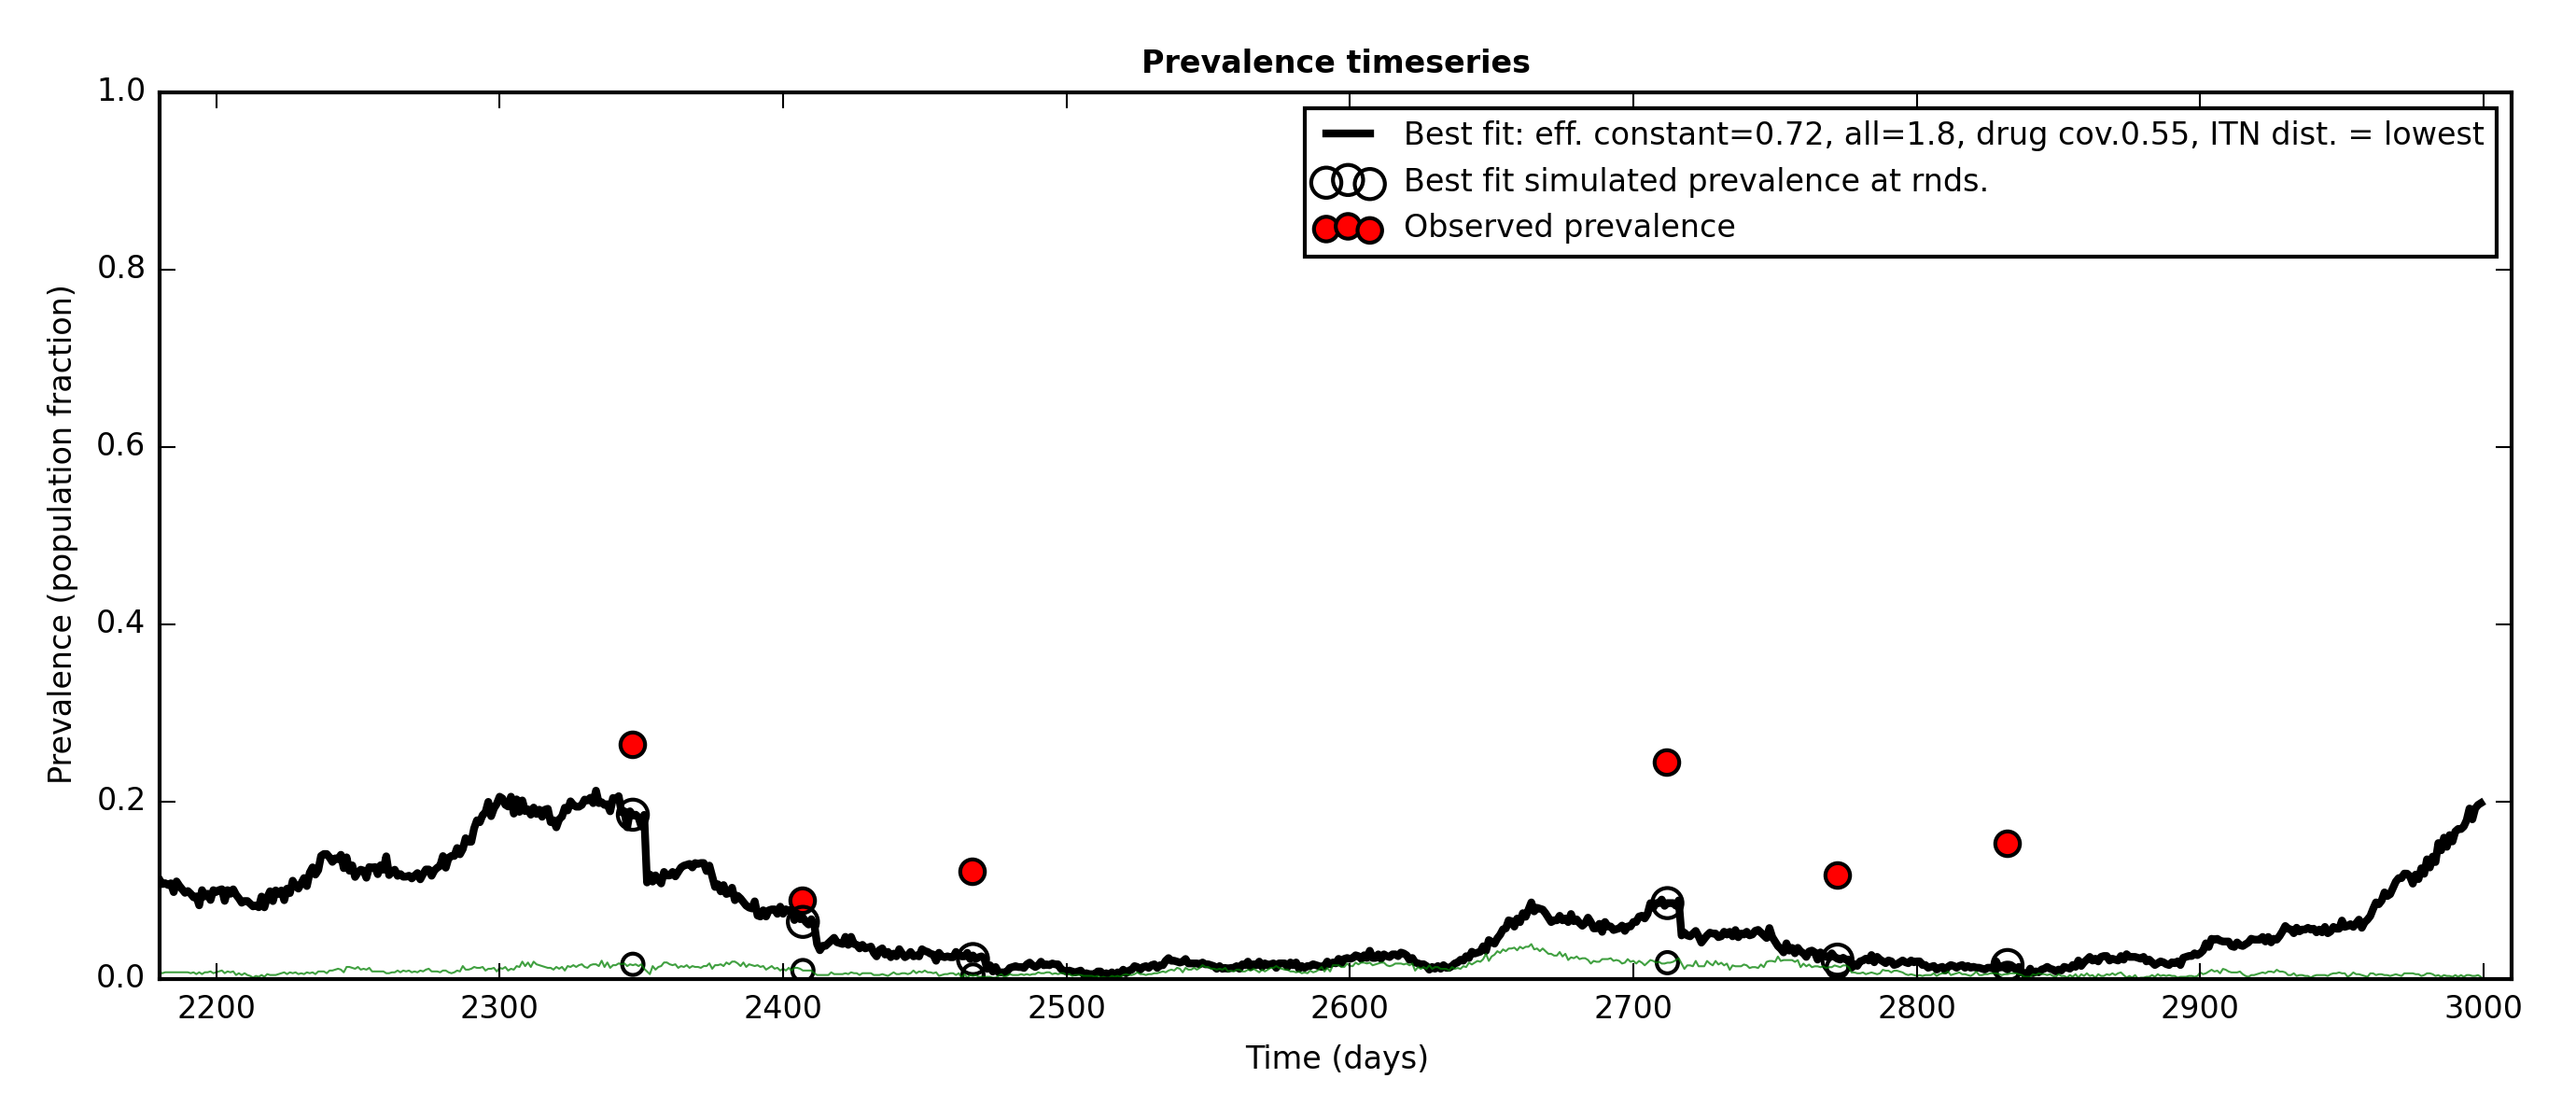 Prevalence timeseries
Best fit: eff. constant=0.72, all=1.8, drug cov.0.55, ITN dist. = lowest
Best fit simulated prevalence at rnds.
Observed prevalence
Prevalence (population fraction)
1.0
0.8
0.6
0.4
0.2
0.0
2200 2300 2400 2500 2600 2700 2800 2900 3000
Time (days)